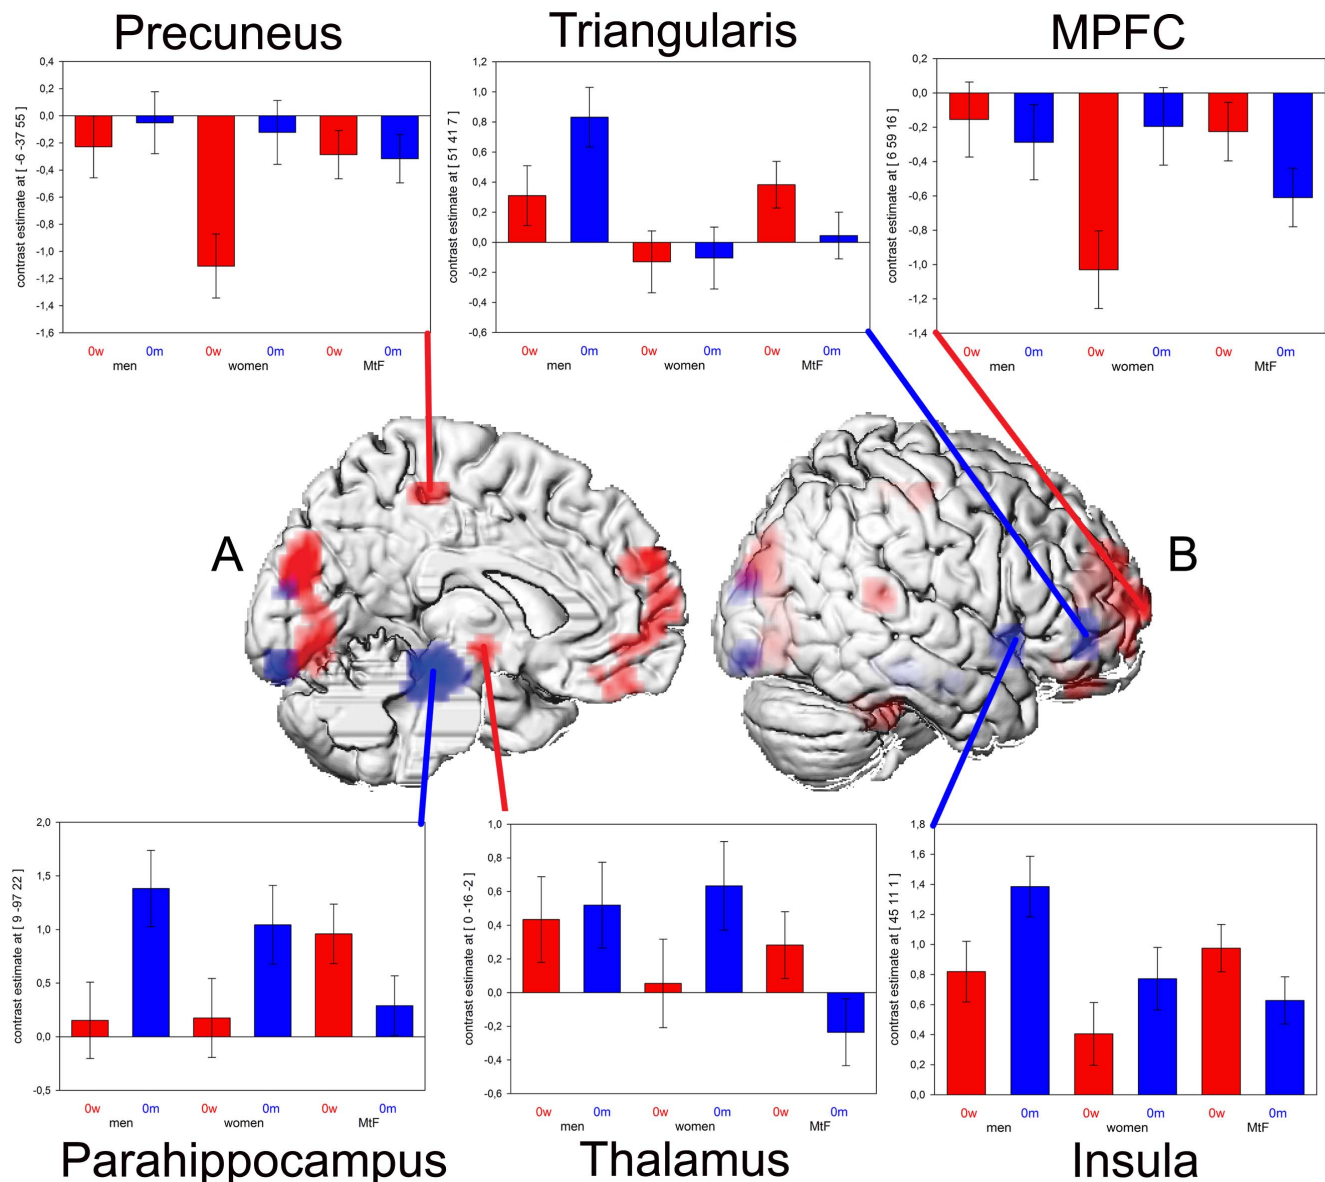 Precuneus
Triangularis
MPFC
contrast estimate at [ -6 -37 55 ]
0,4
0,2
0,0
-0,2
-0,4
-0,6
-0,8
-1,0
-1,2
-1,4
-1,6
0w 0m 0w 0m 0w 0m
men women MtF
contrast estimate at [ 51 41 7 ]
1,2
1,0
0,8
0,6
0,4
0,2
0,0
-0,2
-0,4
-0,6
0w 0m 0w 0m 0w 0m
men women MtF
contrast estimate at [ 6 59 16 ]
0,2
0,0
-0,2
-0,4
-0,6
-0,8
-1,0
-1,2
-1,4
0w 0m 0w 0m 0w 0m
men women MtF
A
B
contrast estimate at [ 9 -97 22 ]
2,0
1,5
1,0
0,5
0,0
-0,5
0w 0m 0w 0m 0w 0m
men women MtF
contrast estimate at [ 0 -16 -2 ]
1,0
0,8
0,6
0,4
0,2
0,0
-0,2
-0,4
-0,6
0w 0m 0w 0m 0w 0m
men women MtF
contrast estimate at [ 45 11 1 ]
1,8
1,6
1,4
1,2
1,0
0,8
0,6
0,4
0,2
0,0
0w 0m 0w 0m 0w 0m
men women MtF
Parahippocampus
Thalamus
Insula